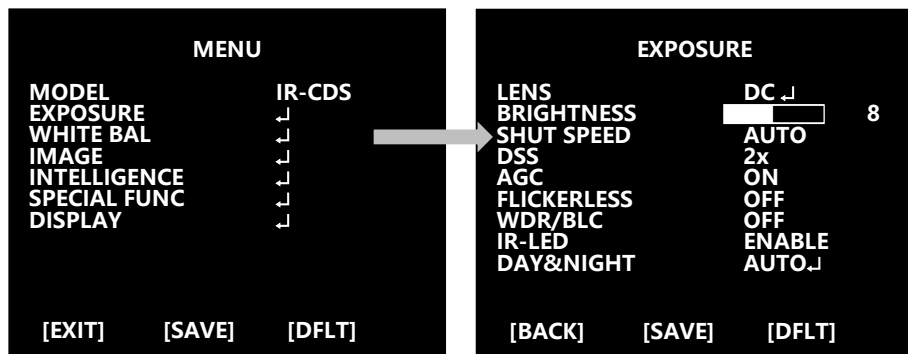 MENU
MODEL IR-CDS
EXPOSURE ↵
WHITE BAL ↵
IMAGE ↵
INTELLIGENCE ↵
SPECIAL FUNC ↵
DISPLAY ↵
[EXIT] [SAVE] [DFLT]
EXPOSURE
LENS DC ↵
BRIGHTNESS 8
SHUT SPEED AUTO
DSS 2x
AGC ON
FLICKERLESS OFF
WDR/BLC OFF
IR-LED ENABLE
DAY&NIGHT AUTO↵
[BACK] [SAVE] [DFLT]